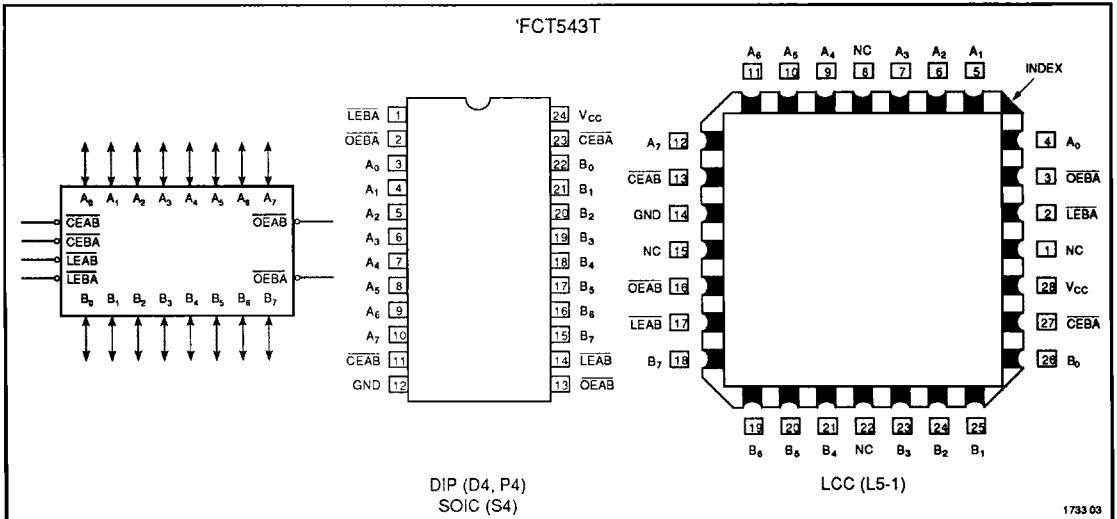 'FCT543T
A₀ A₁ A₂ A₃ A₄ A₅ A₆ A₇
CEAB
CEBA
LEAB
LEBA
OEAB
OEBA
B₀ B₁ B₂ B₃ B₄ B₅ B₆ B₇
LEBA 1 24 VCC
OEBA 2 23 CEBA
A₀ 3 22 B₀
A₁ 4 21 B₁
A₂ 5 20 B₂
A₃ 6 19 B₃
A₄ 7 18 B₄
A₅ 8 17 B₅
A₆ 9 16 B₆
A₇ 10 15 B₇
CEAB 11 14 LEAB
GND 12 13 OEAB
DIP (D4, P4)
SOIC (S4)
A₆ A₅ A₄ NC A₃ A₂ A₁
11 10 9 8 7 6 5
INDEX
A₇ 12 4 A₀
CEAB 13 3 OEBA
GND 14 2 LEBA
NC 15 1 NC
OEAB 16 28 VCC
LEAB 17 27 CEBA
B₇ 18 26 B₀
19 20 21 22 23 24 25
B₆ B₅ B₄ NC B₃ B₂ B₁
LCC (L5-1)
1733 03